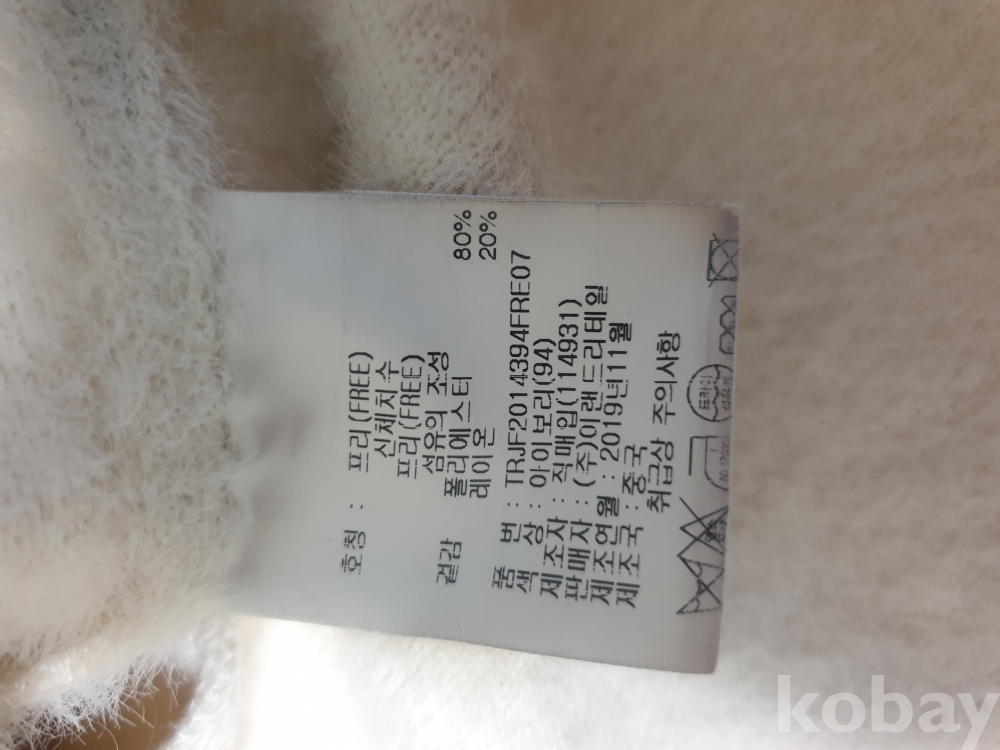 호칭 : 프리(FREE)
신체치수
프리(FREE)
섬유의 조성
겉감 폴리에스터 80%
레이온 20%
품 번 : TRJF2014394FRE07
색 상 : 아이보리(94)
제 조 자 : 직매입(114931)
판 매 자 : (주)이랜드리테일
제조연월 : 2019년11월
제 조 국 : 중국
취급상 주의사항
드라이
kobay